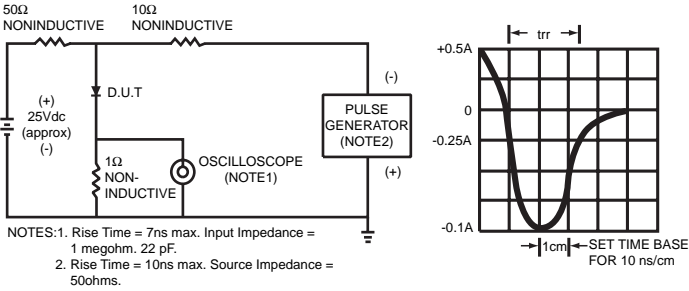 50Ω
NONINDUCTIVE
10Ω
NONINDUCTIVE
D.U.T
(+)
25Vdc
(approx)
(-)
1Ω
NON-
INDUCTIVE
OSCILLOSCOPE
(NOTE1)
(-)
PULSE
GENERATOR
(NOTE2)
(+)
NOTES:1. Rise Time = 7ns max. Input Impedance =
1 megohm. 22 pF.
2. Rise Time = 10ns max. Source Impedance =
50ohms.
trr
+0.5A
0
-0.25A
-0.1A
1cm
SET TIME BASE
FOR 10 ns/cm